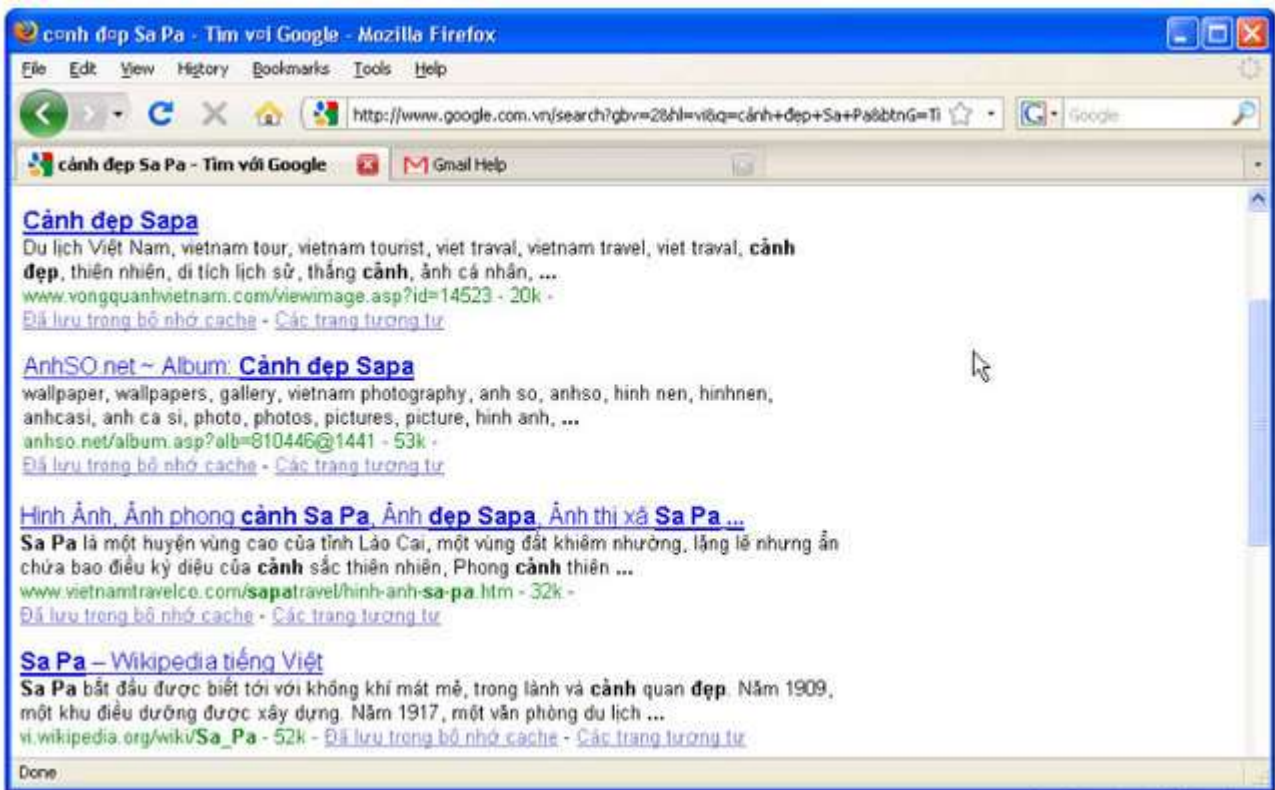 c¤nh đ¤p Sa Pa - Tìm v¤i Google - Mozilla Firefox
File Edit View History Bookmarks Tools Help
http://www.google.com.vn/search?gbv=2&hl=vi&q=cảnh+đẹp+Sa+Pa&btnG=Tì
Google
cảnh đẹp Sa Pa - Tìm với Google
Gmail Help
Cảnh đẹp Sapa
Du lịch Việt Nam, vietnam tour, vietnam tourist, viet traval, vietnam travel, viet traval, cảnh
đẹp, thiên nhiên, di tích lịch sử, thắng cảnh, ảnh cá nhân, ...
www.vongquanhvietnam.com/viewimage.asp?id=14523 - 20k -
Đã lưu trong bộ nhớ cache - Các trang tương tự
AnhSO.net ~ Album: Cảnh đẹp Sapa
wallpaper, wallpapers, gallery, vietnam photography, anh so, anhso, hinh nen, hinhnen,
anhcasi, anh ca si, photo, photos, pictures, picture, hinh anh, ...
anhso.net/album.asp?alb=810446@1441 - 53k -
Đã lưu trong bộ nhớ cache - Các trang tương tự
Hình Ảnh, Ảnh phong cảnh Sa Pa, Ảnh đẹp Sapa, Ảnh thị xã Sa Pa ...
Sa Pa là một huyện vùng cao của tỉnh Lào Cai, một vùng đất khiêm nhường, lặng lẽ nhưng ẩn
chứa bao điều kỳ diệu của cảnh sắc thiên nhiên, Phong cảnh thiên ...
www.vietnamtravelco.com/sapatravel/hinh-anh-sa-pa.htm - 32k -
Đã lưu trong bộ nhớ cache - Các trang tương tự
Sa Pa – Wikipedia tiếng Việt
Sa Pa bắt đầu được biết tới với không khí mát mẻ, trong lành và cảnh quan đẹp. Năm 1909,
một khu điều dưỡng được xây dựng. Năm 1917, một văn phòng du lịch ...
vi.wikipedia.org/wiki/Sa_Pa - 52k - Đã lưu trong bộ nhớ cache - Các trang tương tự
Done